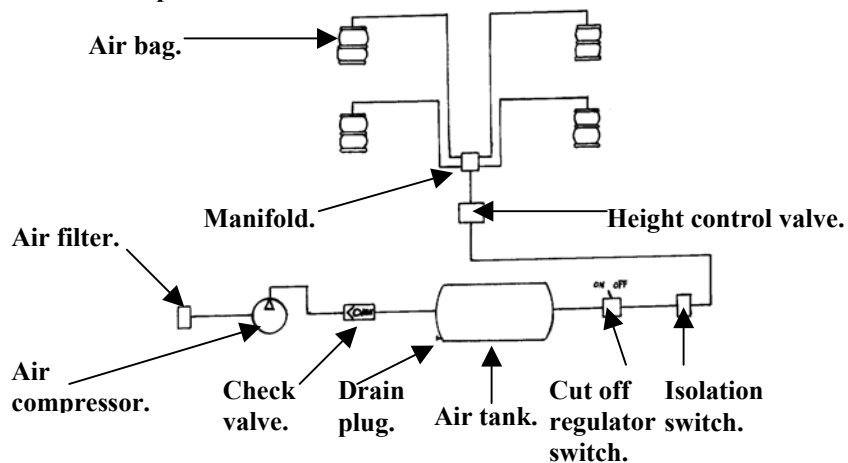 Air bag.
Manifold.
Height control valve.
Air filter.
ON OFF
Air
compressor.
Check
valve.
Drain
plug.
Air tank.
Cut off
regulator
switch.
Isolation
switch.